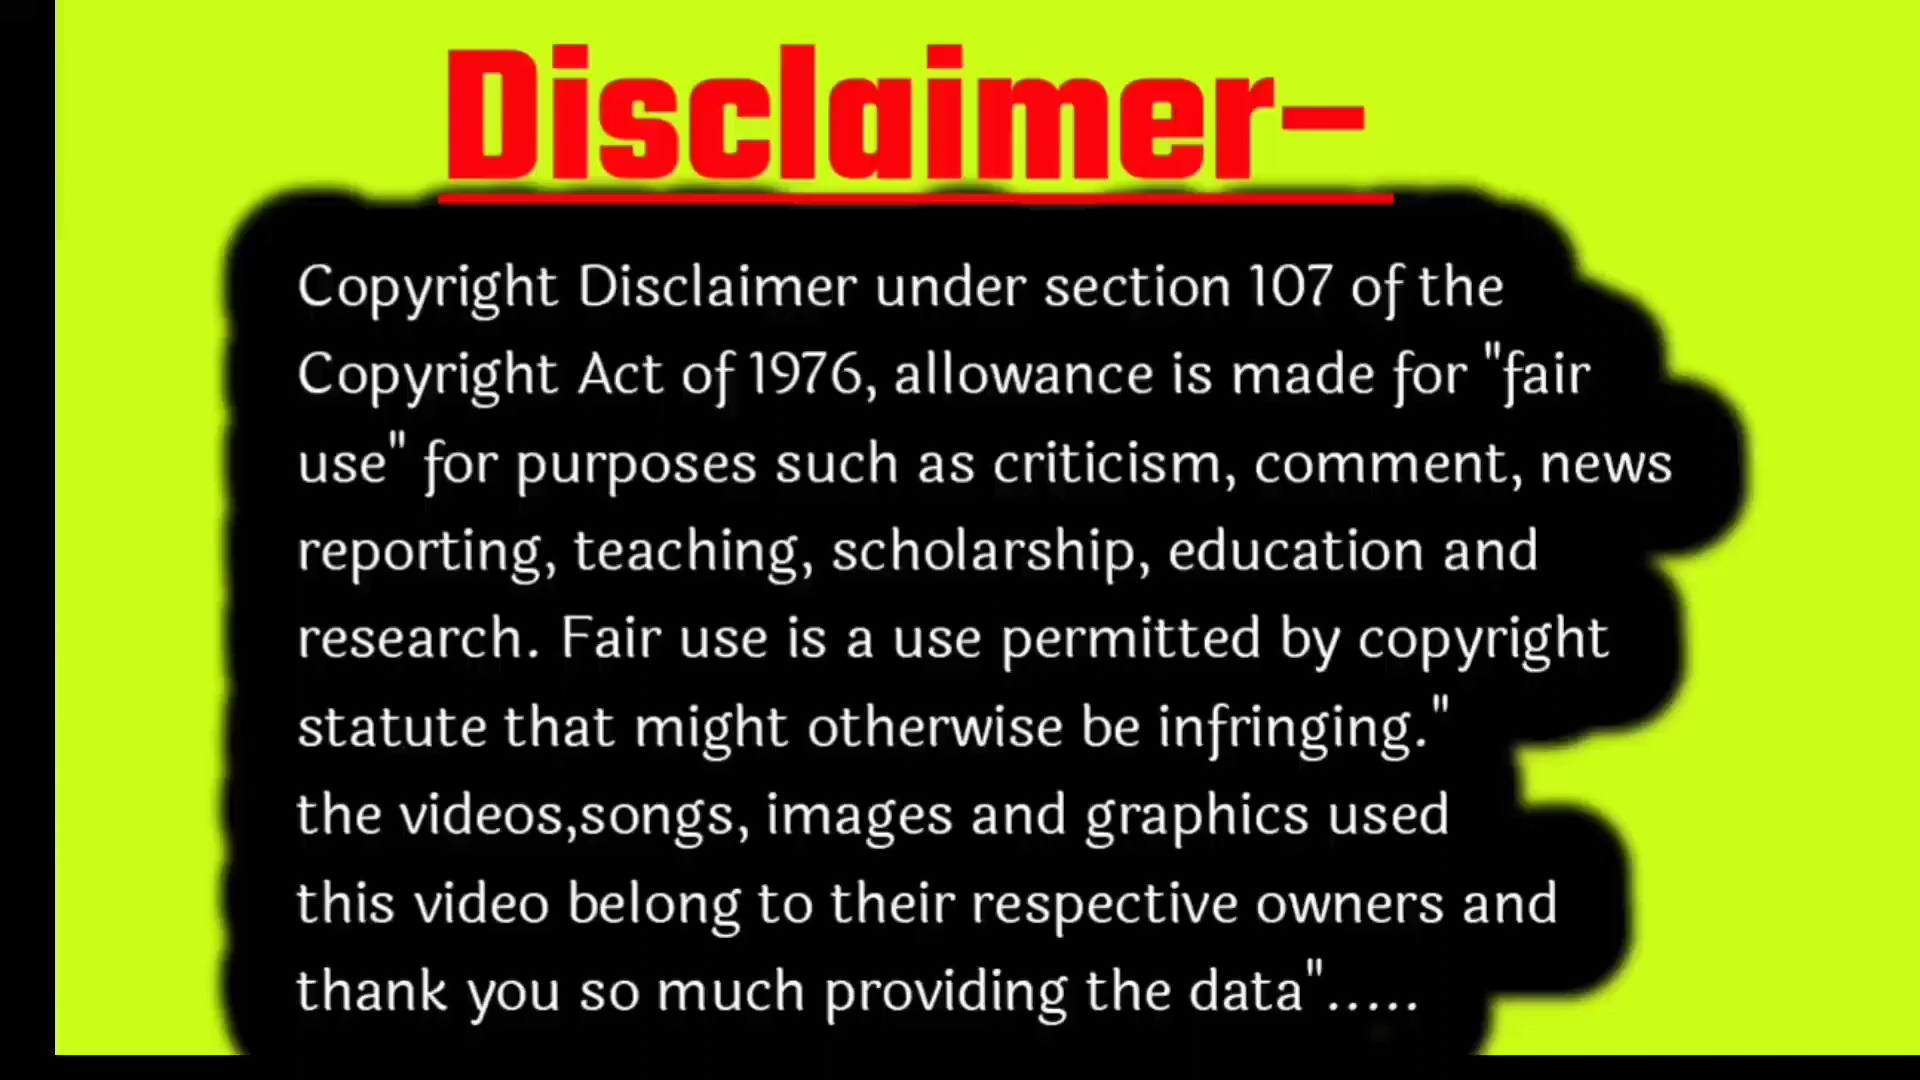 Disclaimer-
Copyright Disclaimer under section 107 of the
Copyright Act of 1976, allowance is made for "fair
use" for purposes such as criticism, comment, news
reporting, teaching, scholarship, education and
research. Fair use is a use permitted by copyright
statute that might otherwise be infringing."
the videos,songs, images and graphics used
this video belong to their respective owners and
thank you so much providing the data".....